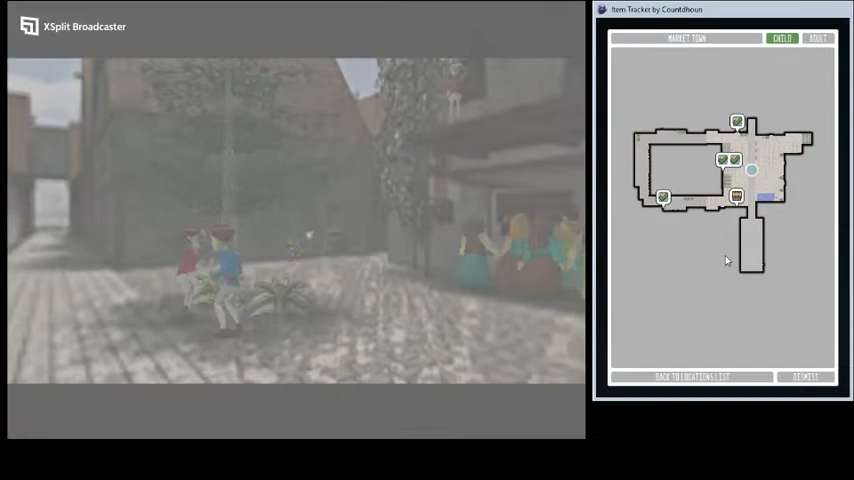 XSplit Broadcaster
Item Tracker by Countdhoun
MARKET TOWN
CHILD
ADULT
BACK TO LOCATIONS LIST
DISMISS